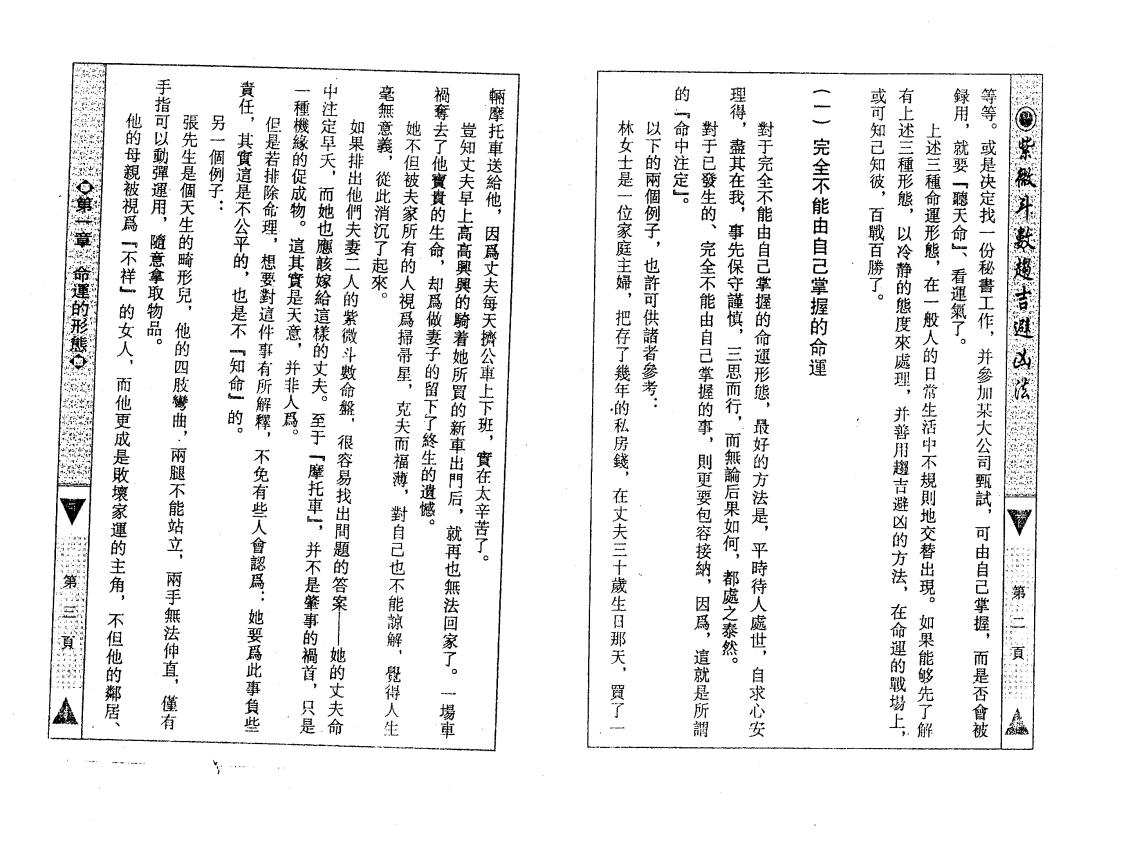 紫微斗數趨吉避凶法
第二頁
等等。或是決定找一份秘書工作，并參加某大公司甄試，可由自己掌握，而是否會被
録用，就要『聽天命』、看運氣了。
上述三種命運形態，在一般人的日常生活中不規則地交替出現。如果能够先了解
有上述三種形態，以冷静的態度來處理，并善用趨吉避凶的方法，在命運的戰場上，
或可知己知彼，百戰百勝了。
（一）完全不能由自己掌握的命運
對于完全不能由自己掌握的命運形態，最好的方法是，平時待人處世，自求心安
理得，盡其在我，事先保守謹慎，三思而行，而無論后果如何，都處之泰然。
對于已發生的、完全不能由自己掌握的事，則更要包容接納，因爲，這就是所謂
的『命中注定』。
以下的兩個例子，也許可供諸者參考：
林女士是一位家庭主婦，把存了幾年的私房錢，在丈夫三十歲生日那天，買了一
輛摩托車送給他，因爲丈夫每天擠公車上下班，實在太辛苦了。
豈知丈夫早上高高興興的騎着她所買的新車出門后，就再也無法回家了。一場車
禍奪去了他寶貴的生命，却爲做妻子的留下了終生的遺憾。
她不但被夫家所有的人視爲掃帚星，克夫而福薄，對自己也不能諒解，覺得人生
毫無意義，從此消沉了起來。
如果排出他們夫妻二人的紫微斗數命盤，很容易找出問題的答案——她的丈夫命
中注定早夭，而她也應該嫁給這樣的丈夫。至于『摩托車』，并不是肇事的禍首，只是
一種機緣的促成物。這其實是天意，并非人爲。
但是若排除命理，想要對這件事有所解釋，不免有些人會認爲：她要爲此事負些
責任，其實這是不公平的，也是不『知命』的。
另一個例子：
張先生是個天生的畸形兒，他的四肢彎曲，兩腿不能站立，兩手無法伸直，僅有
手指可以動彈運用，隨意拿取物品。
他的母親被視爲『不祥』的女人，而他更成是敗壞家運的主角，不但他的鄰居、
第一章 命運的形態
第三頁